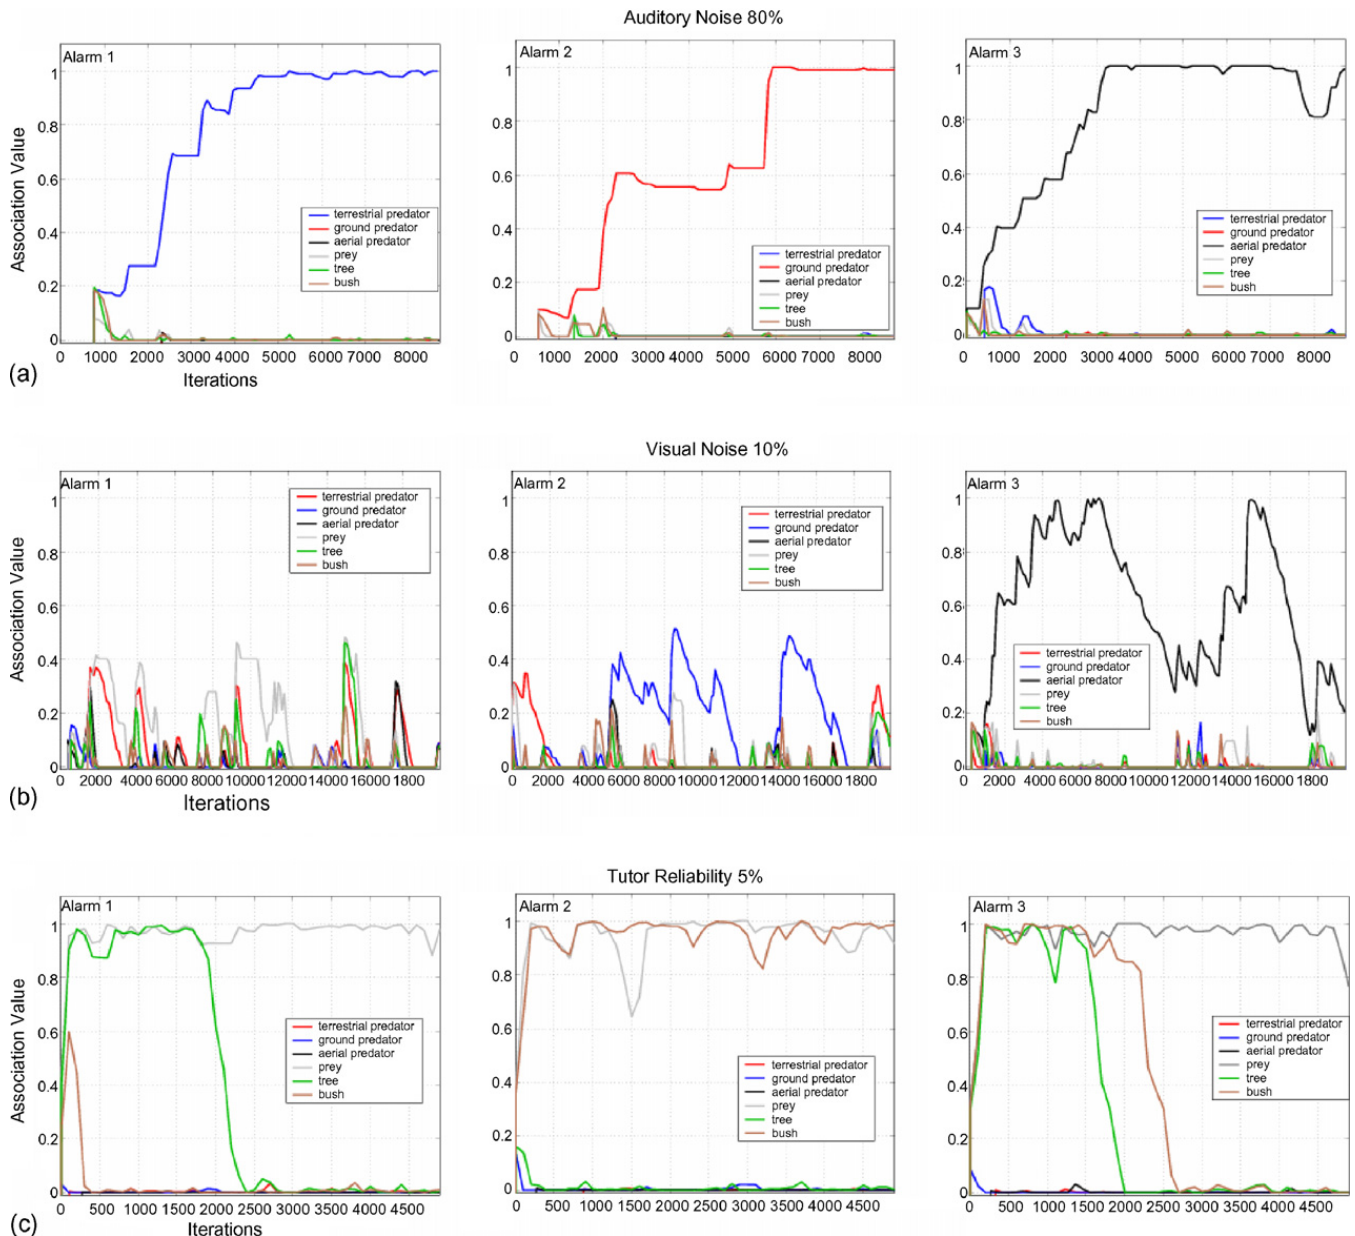 Auditory Noise 80%
Alarm 1
Alarm 2
Alarm 3
Association Value
1
0.8
0.6
0.4
0.2
0
terrestrial predator
ground predator
aerial predator
prey
tree
bush
0 1000 2000 3000 4000 5000 6000 7000 8000
Iterations
1
0.8
0.6
0.4
0.2
0
terrestrial predator
ground predator
aerial predator
prey
tree
bush
0 1000 2000 3000 4000 5000 6000 7000 8000
1
0.8
0.6
0.4
0.2
0
terrestrial predator
ground predator
aerial predator
prey
tree
bush
0 1000 2000 3000 4000 5000 6000 7000 8000
(a)
Visual Noise 10%
Alarm 1
Alarm 2
Alarm 3
Association Value
1
0.8
0.6
0.4
0.2
0
terrestrial predator
ground predator
aerial predator
prey
tree
bush
0 2000 40000 6000 80000 10000 14000 16000 1800
Iterations
1
0.8
0.6
0.4
0.2
0
terrestrial predator
ground predator
aerial predator
prey
tree
bush
0 2000 40000 6000 80000 10000 14000 16000 1800
1
0.8
0.6
0.4
0.2
0
terrestrial predator
ground predator
aerial predator
prey
tree
bush
0 2000 40000 60000 80000 10000 12000 14000 16000 1800
(b)
Tutor Reliability 5%
Alarm 1
Alarm 2
Alarm 3
Association Value
1
0.8
0.6
0.4
0.2
0
terrestrial predator
ground predator
aerial predator
prey
tree
bush
0 500 1000 1500 2000 2500 3000 3500 4000 4500
Iterations
1
0.8
0.6
0.4
0.2
0
terrestrial predator
ground predator
aerial predator
prey
tree
bush
0 500 1000 1500 2000 2500 3000 3500 4000 4500
1
0.8
0.6
0.4
0.2
0
terrestrial predator
ground predator
aerial predator
prey
tree
bush
0 500 1000 1500 2000 2500 3000 3500 4000 4500
(c)